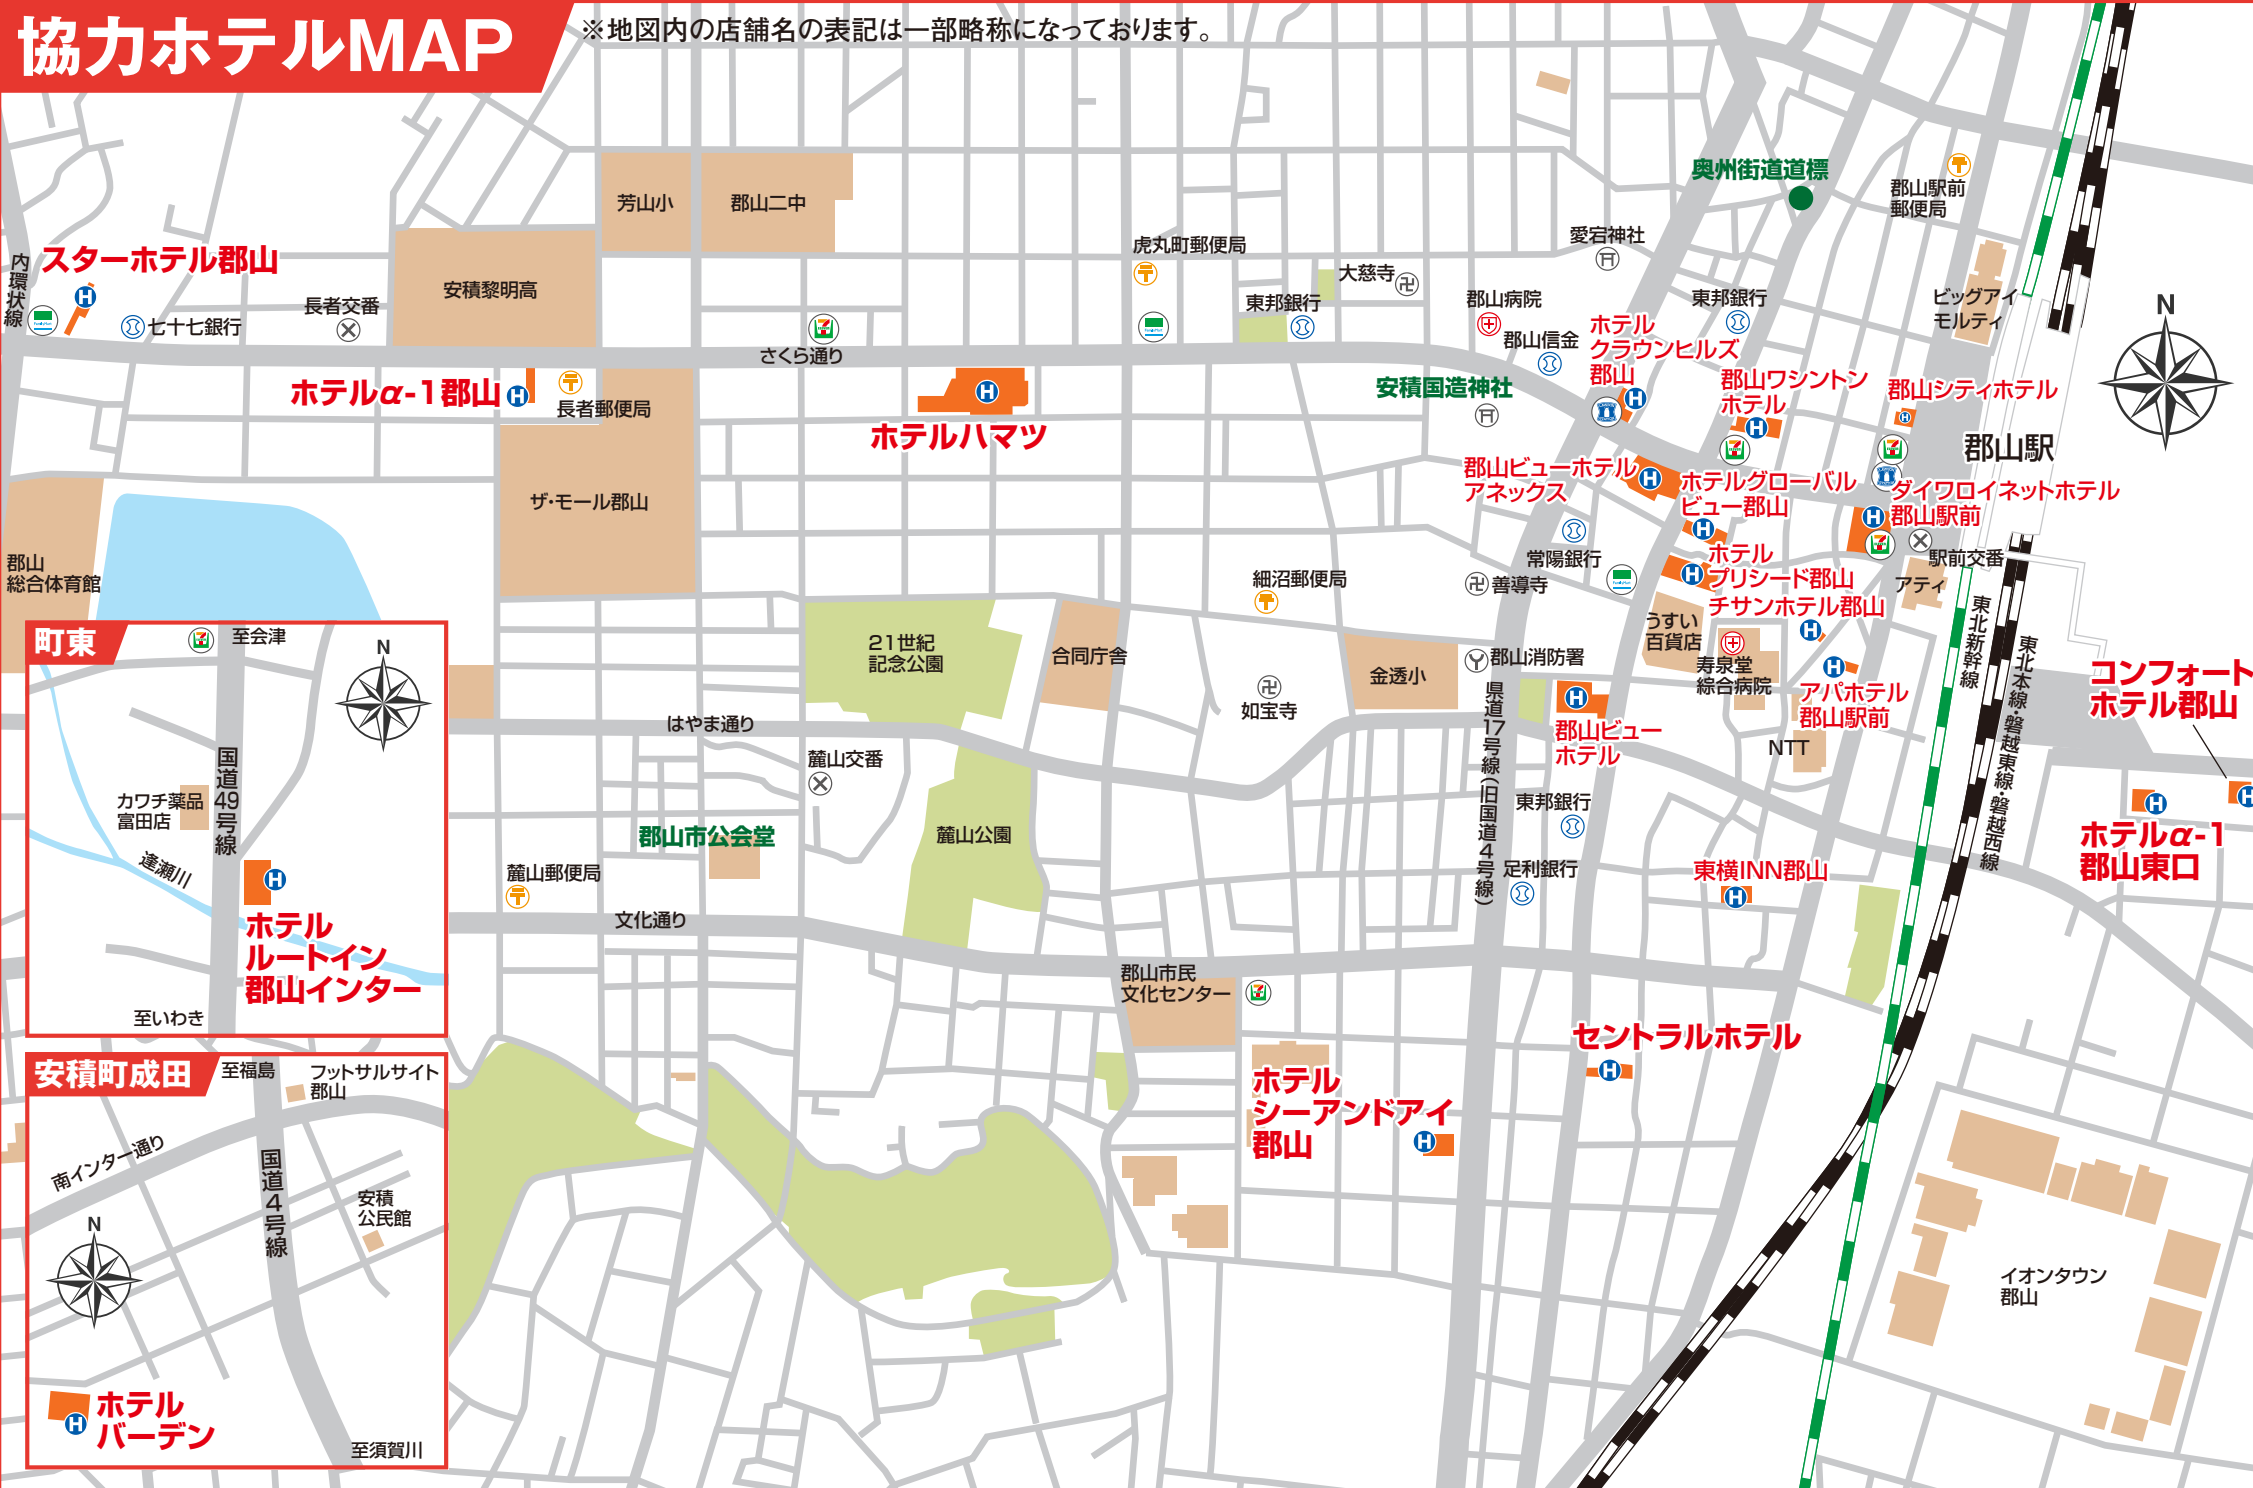 協力ホテルMAP
※地図内の店舗名の表記は一部略称になっております。
奥州街道道標
郡山駅前
郵便局
芳山小
郡山二中
虎丸町郵便局
愛宕神社
内環状線
スターホテル郡山
安積黎明高
長者交番
七十七銀行
大慈寺
東邦銀行
郡山病院
郡山信金
東邦銀行
ビッグアイ
モルティ
N
さくら通り
ホテル
クラウンヒルズ
郡山
安積国造神社
郡山ワシントン
ホテル
郡山シティホテル
ホテルα-1郡山
長者郵便局
ホテルハマツ
郡山駅
郡山ビューホテル
アネックス
ホテルグローバル
ビュー郡山
ダイワロイネットホテル
郡山駅前
ザ・モール郡山
郡山
総合体育館
常陽銀行
善導寺
細沼郵便局
ホテル
プリシード郡山
駅前交番
アティ
チサンホテル郡山
うすい
百貨店
寿泉堂
綜合病院
アパホテル
郡山駅前
NTT
東北新幹線
東北本線・磐越東線・磐越西線
コンフォート
ホテル郡山
ホテルα-1
郡山東口
21世紀
記念公園
合同庁舎
金透小
郡山消防署
如宝寺
県道17号線(旧国道4号線)
郡山ビュー
ホテル
はやま通り
麓山交番
郡山市公会堂
麓山公園
麓山郵便局
文化通り
東邦銀行
足利銀行
東横INN郡山
郡山市民
文化センター
セントラルホテル
ホテル
シーアンドアイ
郡山
イオンタウン
郡山
町東
至会津
N
国道49号線
カワチ薬品
富田店
逢瀬川
ホテル
ルートイン
郡山インター
至いわき
安積町成田
至福島
フットサルサイト
郡山
南インター通り
国道4号線
安積
公民館
N
ホテル
バーデン
至須賀川